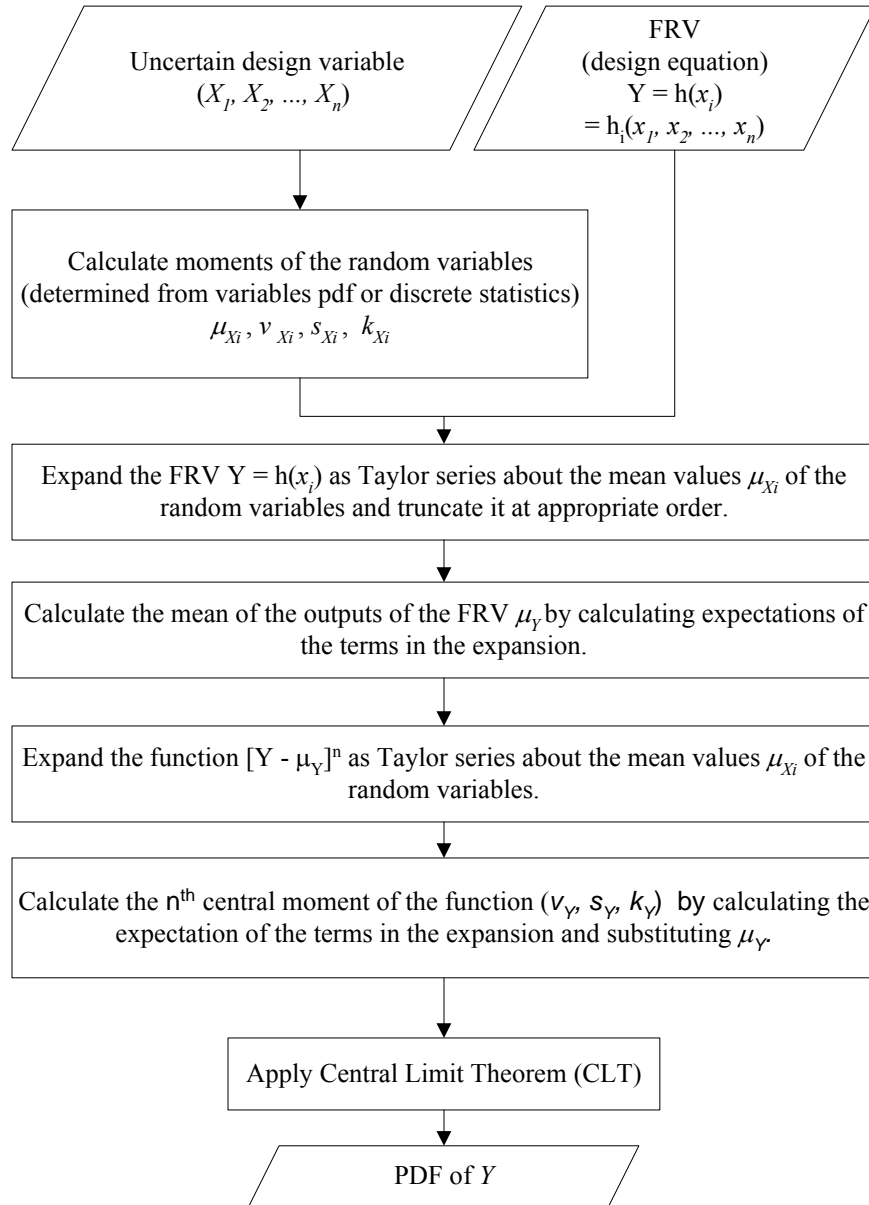 Uncertain design variable
(X1, X2, ..., Xn)
FRV
(design equation)
Y = h(xi)
= hi(x1, x2, ..., xn)
Calculate moments of the random variables
(determined from variables pdf or discrete statistics)
μXi , ν Xi , sXi ,  kXi
Expand the FRV Y = h(xi) as Taylor series about the mean values μXi of the
random variables and truncate it at appropriate order.
Calculate the mean of the outputs of the FRV μY by calculating expectations of
the terms in the expansion.
Expand the function [Y - μY]ⁿ as Taylor series about the mean values μXi of the
random variables.
Calculate the nth central moment of the function (vY, sY, kY) by calculating the
expectation of the terms in the expansion and substituting μY.
Apply Central Limit Theorem (CLT)
PDF of Y